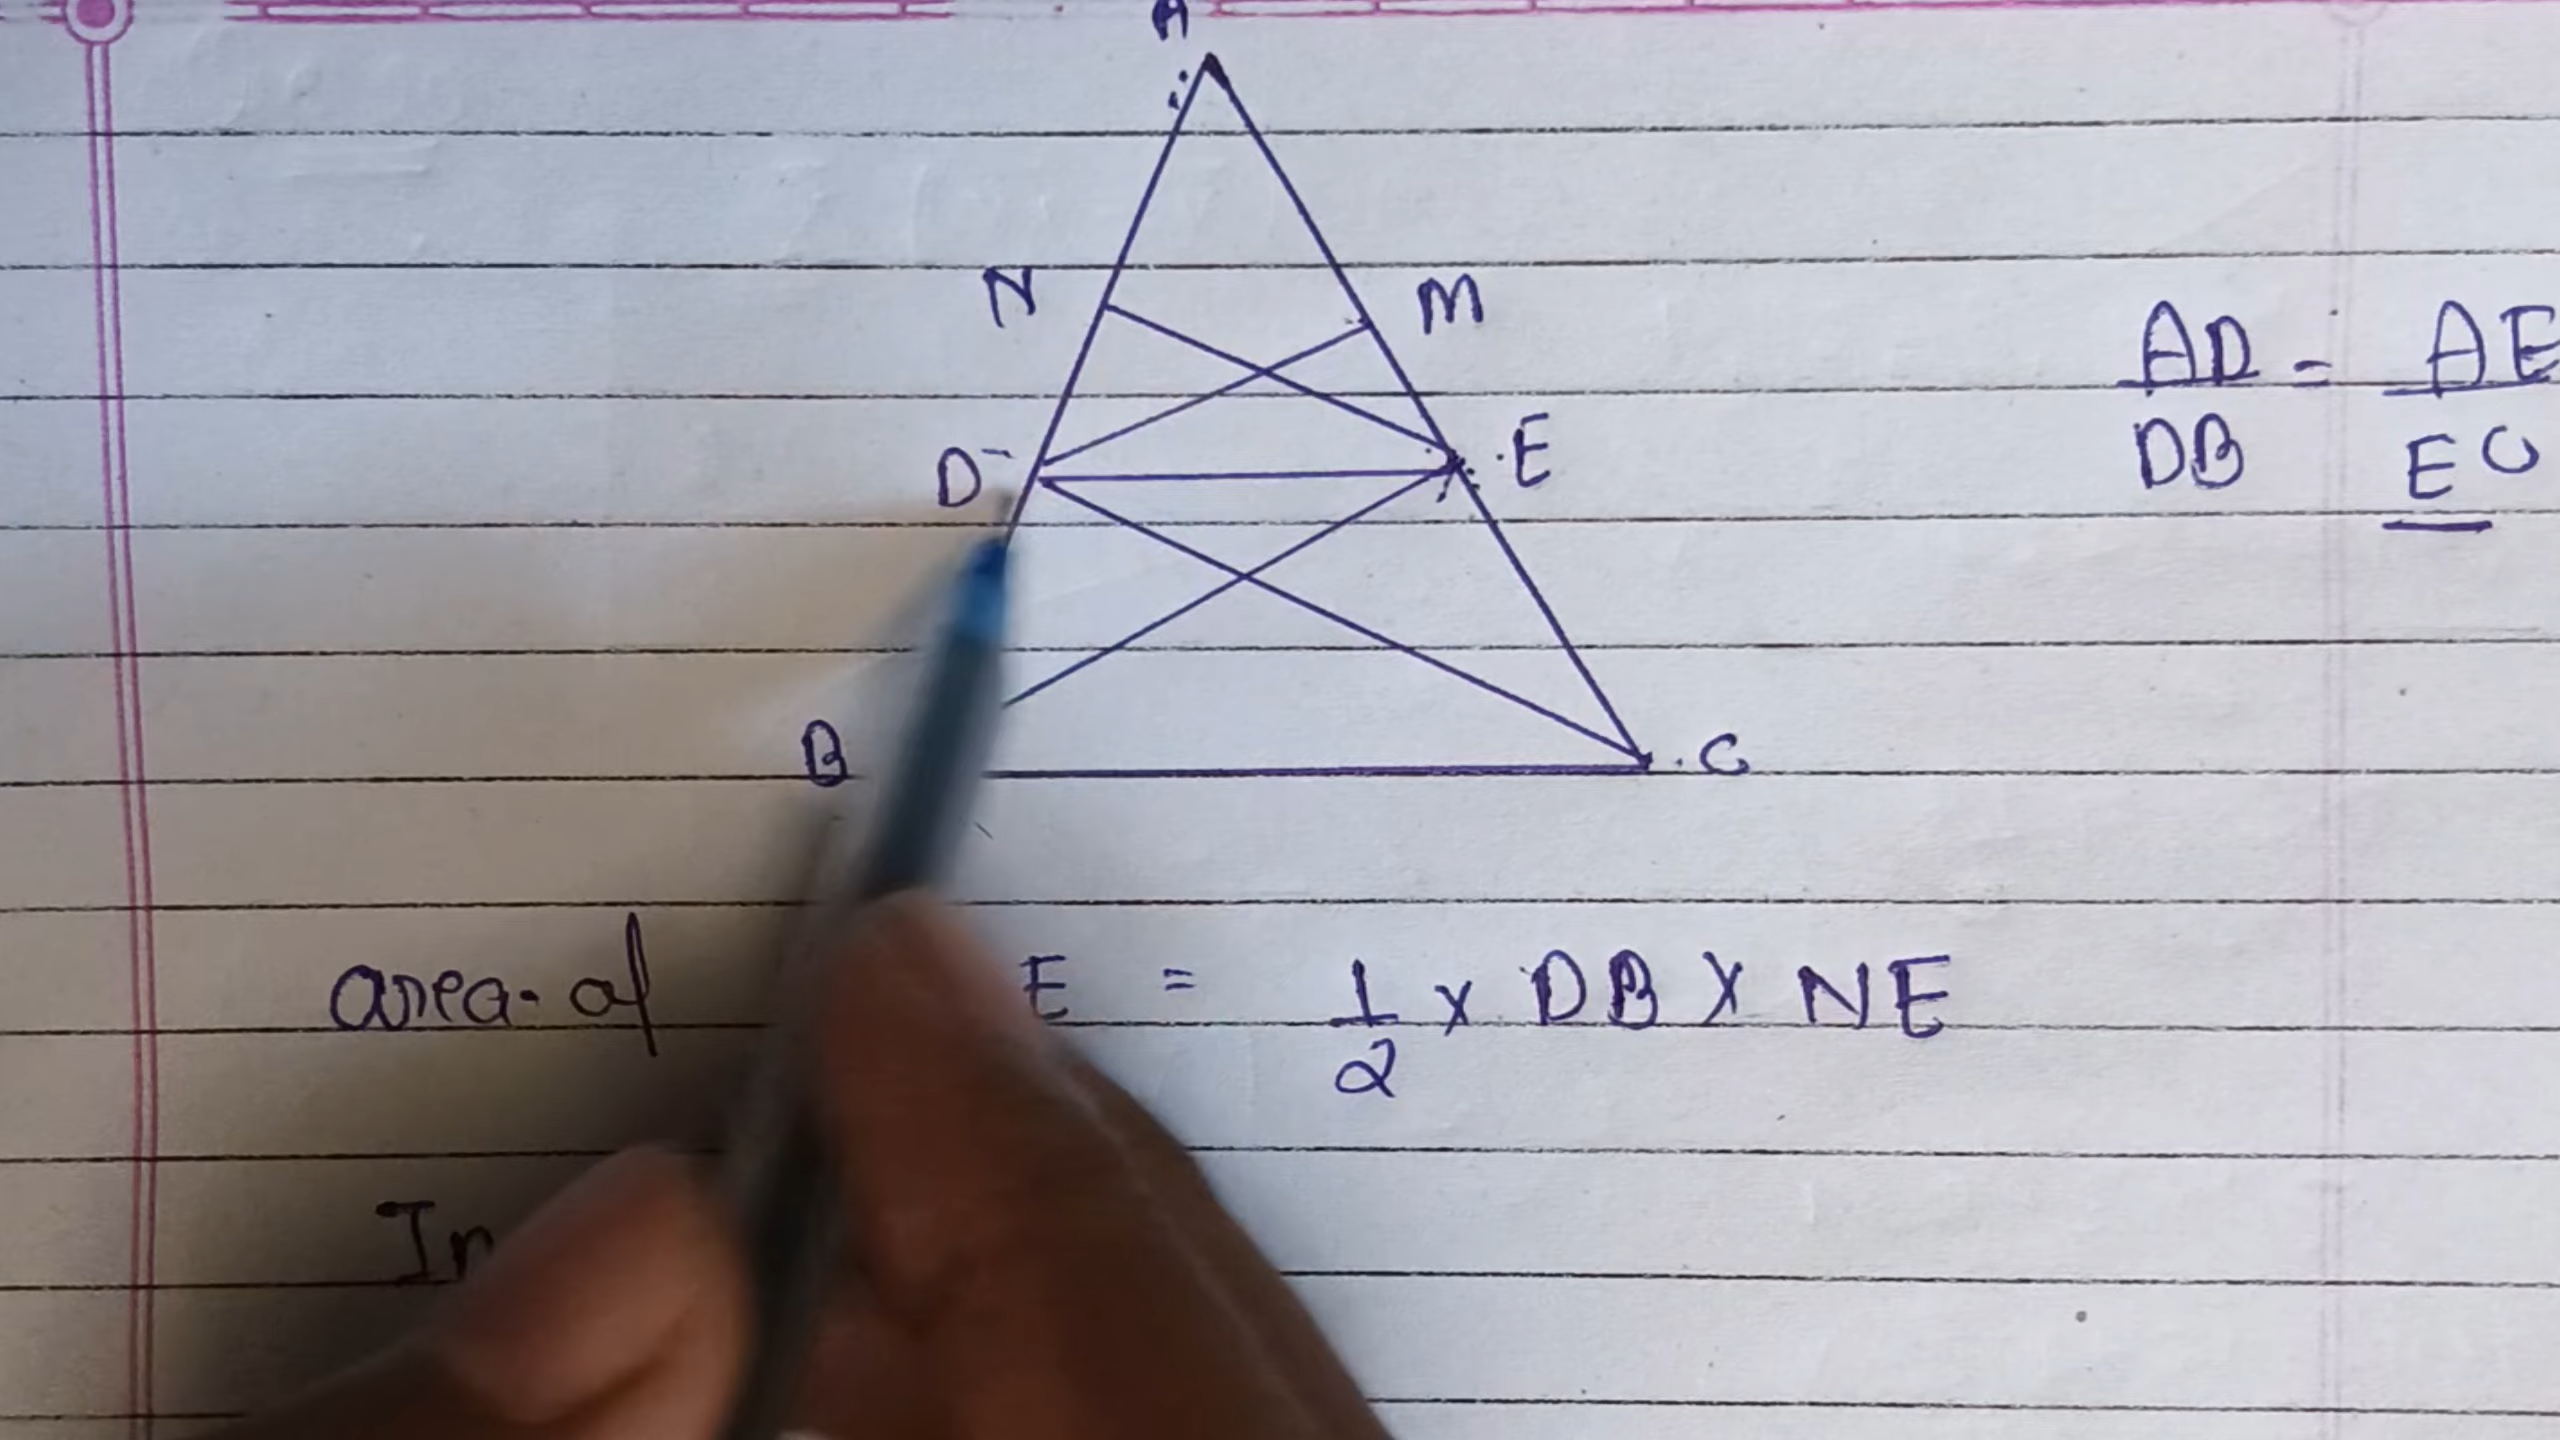 A
N M
AD = AE
D E
DB EC
B C
area of E = 1/2 × DB × NE
In